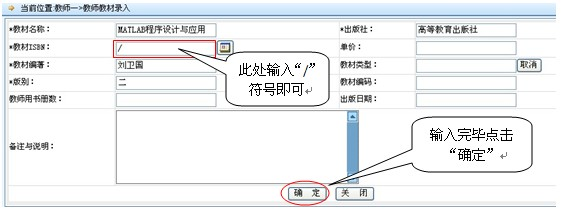 当前位置:教师—>教师教材录入
*教材名称： MATLAB程序设计与应用 *出版社： 高等教育出版社
*教材ISBN： / 单价：
*教材编著： 刘卫国 教材类型： 取消
*版别： 二 教材编码：
教师用书册数： 出版日期：
此处输入“/”
符号即可
备注与说明：
输入完毕点击
“确定”
确 定 关 闭